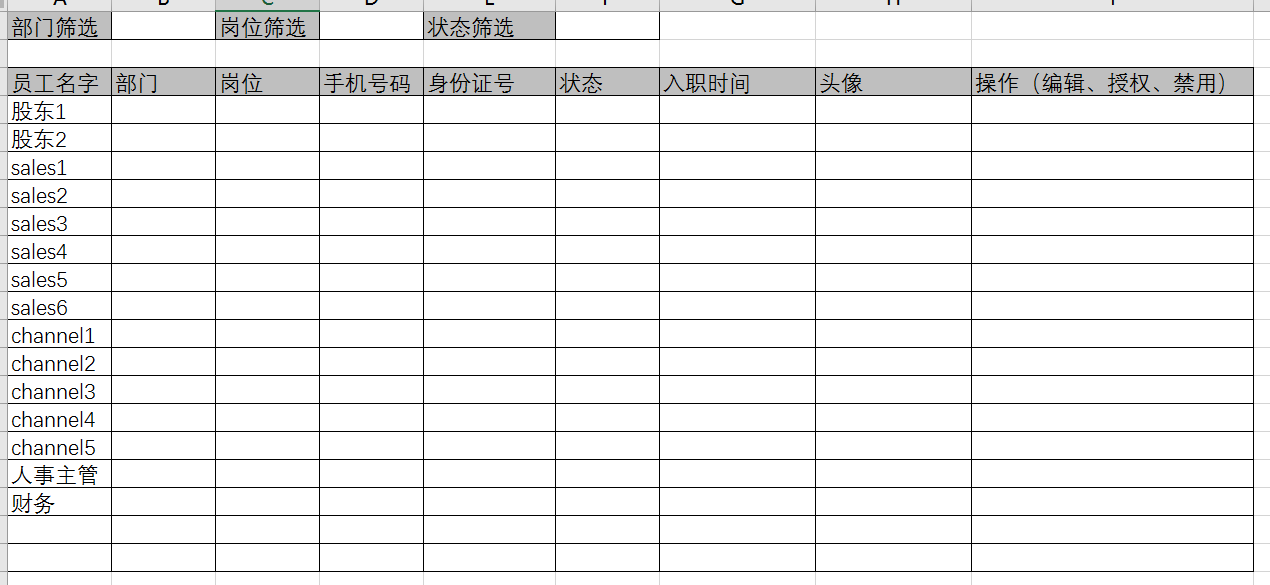 部门筛选 岗位筛选 状态筛选
员工名字 部门 岗位 手机号码 身份证号 状态 入职时间 头像 操作（编辑、授权、禁用）
股东1
股东2
sales1
sales2
sales3
sales4
sales5
sales6
channel1
channel2
channel3
channel4
channel5
人事主管
财务